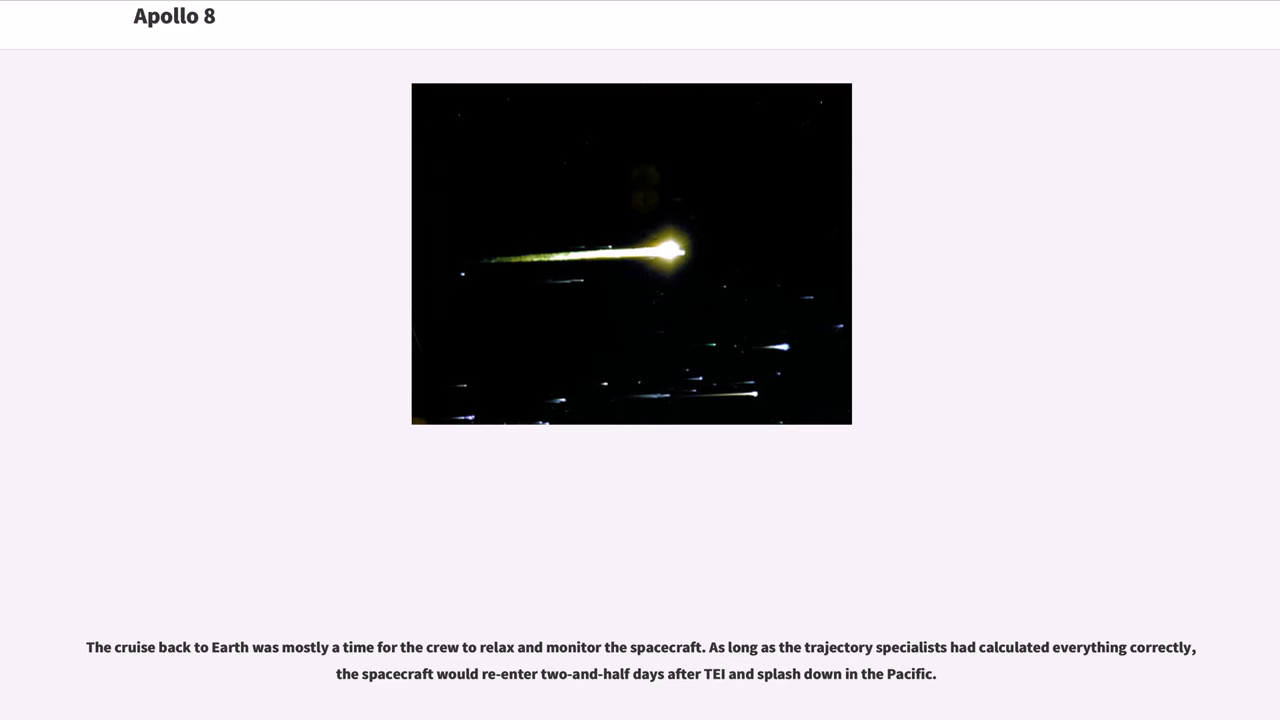 Apollo 8
The cruise back to Earth was mostly a time for the crew to relax and monitor the spacecraft. As long as the trajectory specialists had calculated everything correctly,
the spacecraft would re-enter two-and-half days after TEI and splash down in the Pacific.